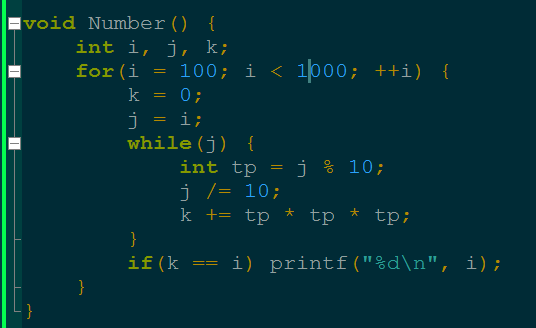 void Number() {
    int i, j, k;
    for(i = 100; i < 1000; ++i) {
        k = 0;
        j = i;
        while(j) {
            int tp = j % 10;
            j /= 10;
            k += tp * tp * tp;
        }
        if(k == i) printf("%d\n", i);
    }
}